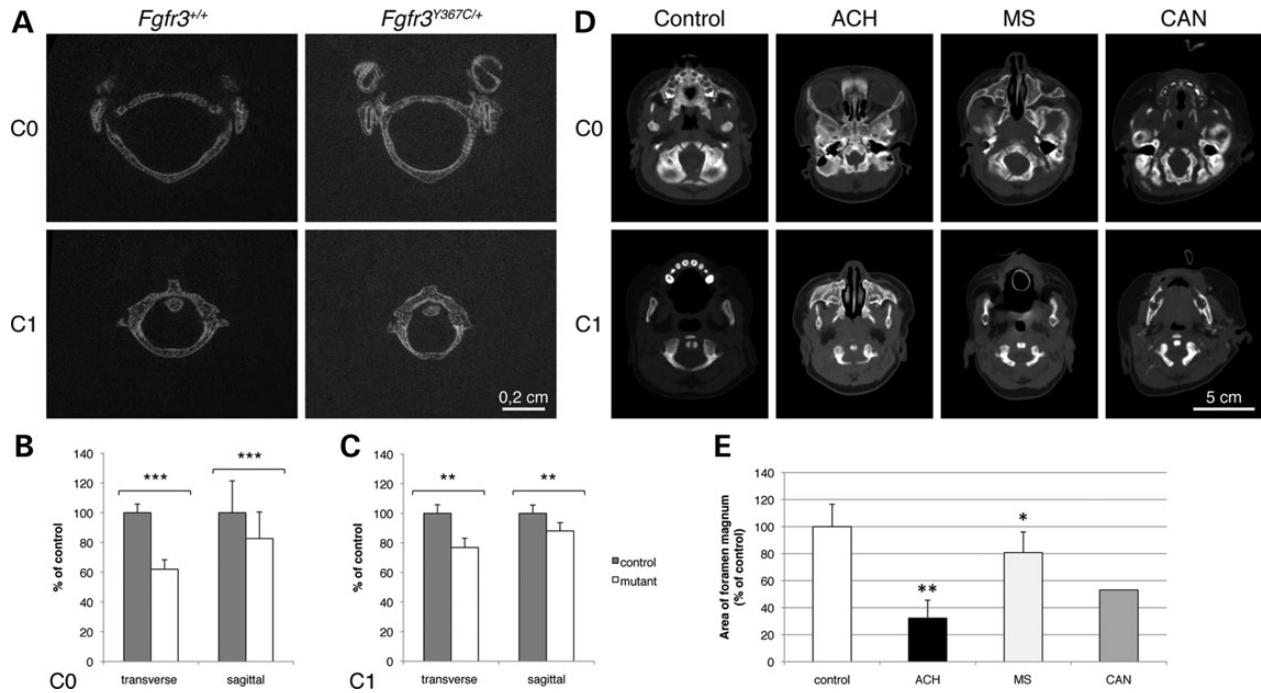 A
Fgfr3+/+ Fgfr3Y367C/+
C0
C1
0,2 cm
D
Control ACH MS CAN
C0
C1
5 cm
B
% of control
140
120
100
80
60
40
20
0
*** ***
transverse sagittal
C0
C
% of control
140
120
100
80
60
40
20
0
** **
transverse sagittal
C1
control
mutant
E
Area of foramen magnum
(% of control)
140
120
100
80
60
40
20
0
**
*
control ACH MS CAN